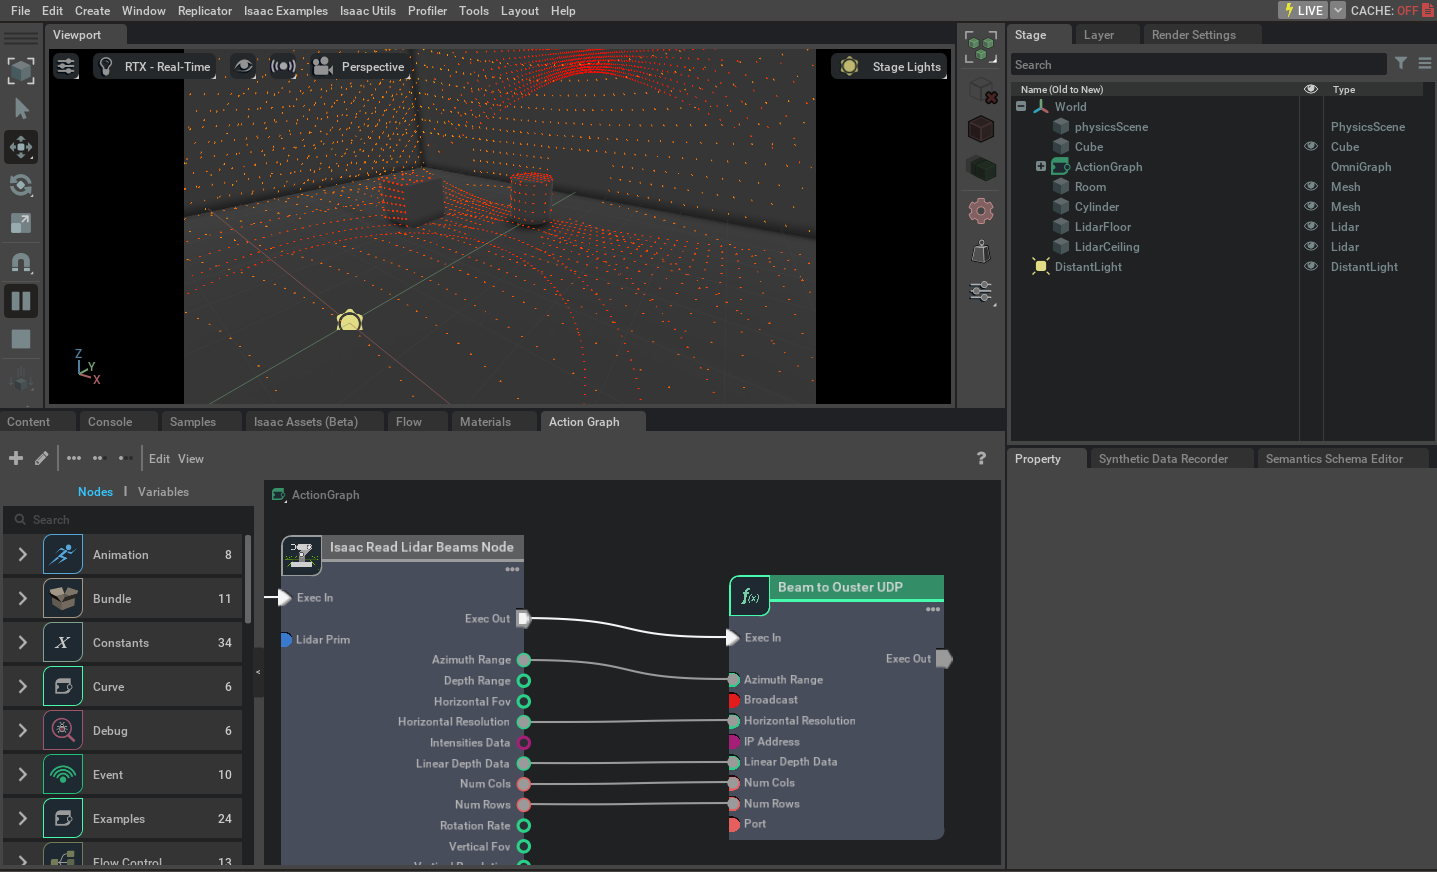 File Edit Create Window Replicator Isaac Examples Isaac Utils Profiler Tools Layout Help LIVE CACHE: OFF
Viewport
RTX - Real-Time Perspective Stage Lights
Z
Y
X
Stage Layer Render Settings
Search
Name (Old to New) Type
World
physicsScene PhysicsScene
Cube Cube
ActionGraph OmniGraph
Room Mesh
Cylinder Mesh
LidarFloor Lidar
LidarCeiling Lidar
DistantLight DistantLight
Content Console Samples Isaac Assets (Beta) Flow Materials Action Graph
Edit View ?
Nodes | Variables
Search
Animation 8
Bundle 11
X Constants 34
Curve 6
Debug 6
Event 10
Examples 24
Flow Control 13
<
ActionGraph
Isaac Read Lidar Beams Node
Exec In
Exec Out
Lidar Prim
Azimuth Range
Depth Range
Horizontal Fov
Horizontal Resolution
Intensities Data
Linear Depth Data
Num Cols
Num Rows
Rotation Rate
Vertical Fov
f(x) Beam to Ouster UDP
Exec In
Exec Out
Azimuth Range
Broadcast
Horizontal Resolution
IP Address
Linear Depth Data
Num Cols
Num Rows
Port
Property Synthetic Data Recorder Semantics Schema Editor